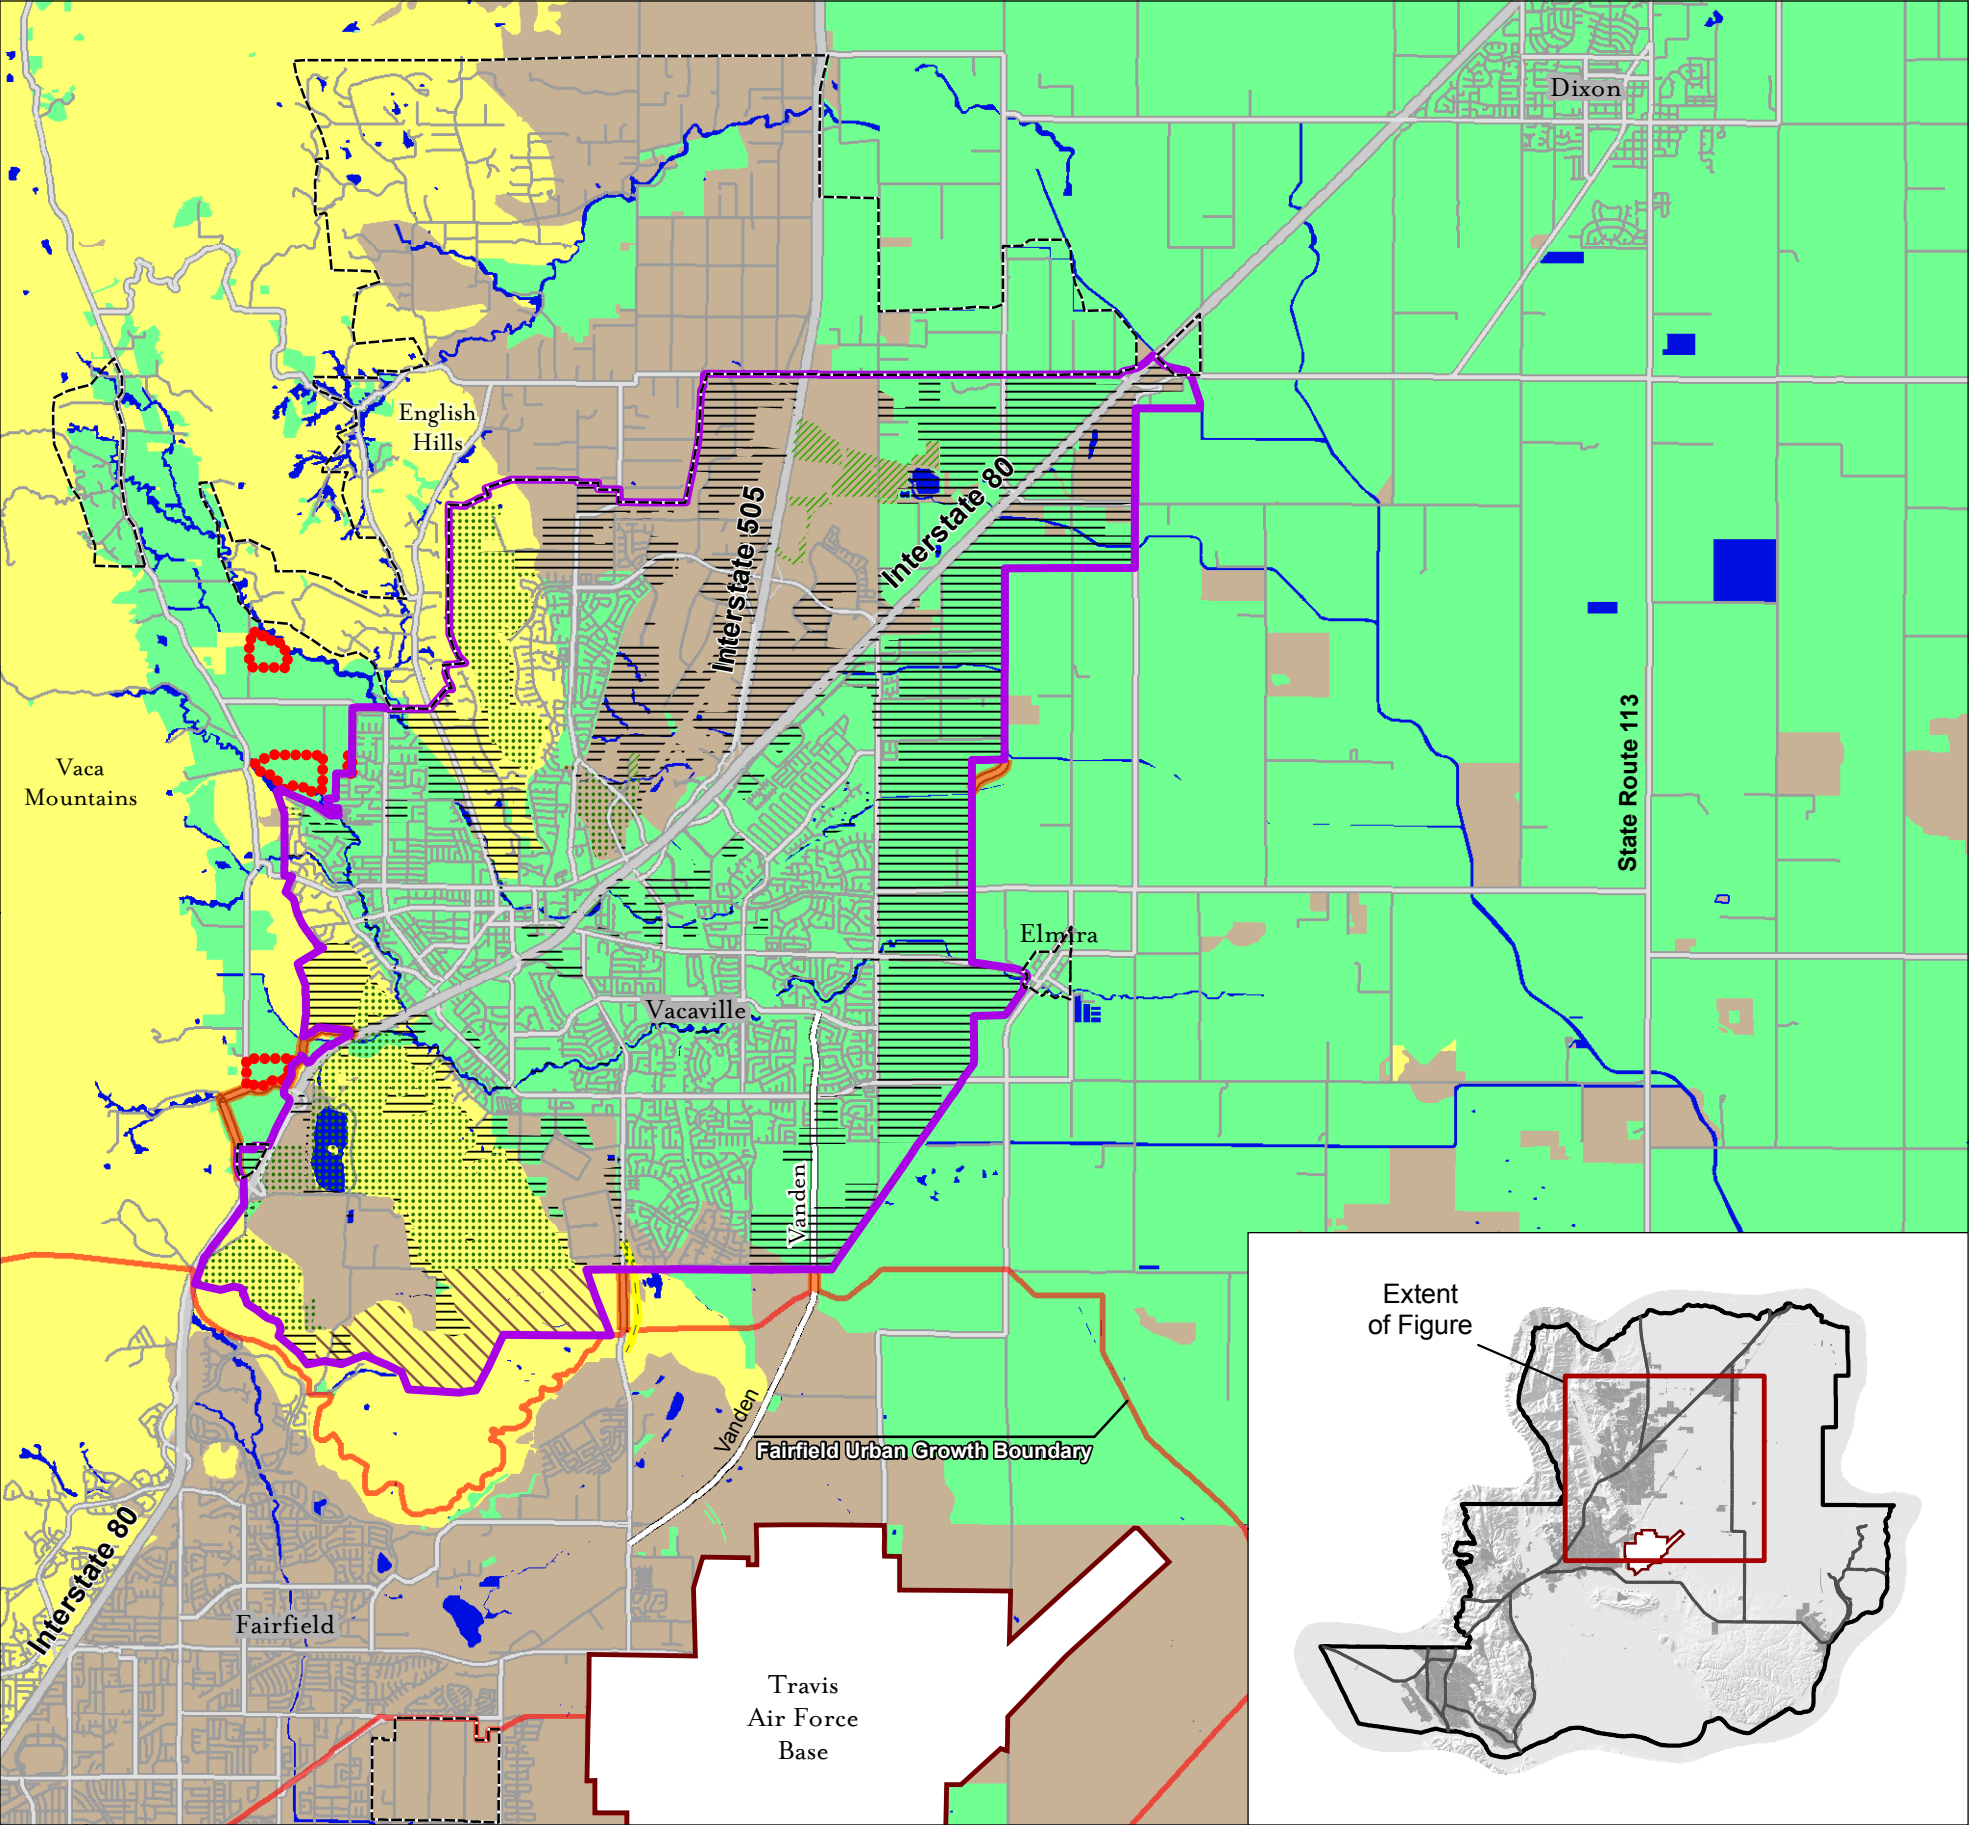 Dixon
English
Hills
Interstate 505
Interstate 80
State Route 113
Vaca
Mountains
Elmira
Vacaville
Vanden
Extent
of Figure
Vanden
Fairfield Urban Growth Boundary
Interstate 80
Fairfield
Travis
Air Force
Base